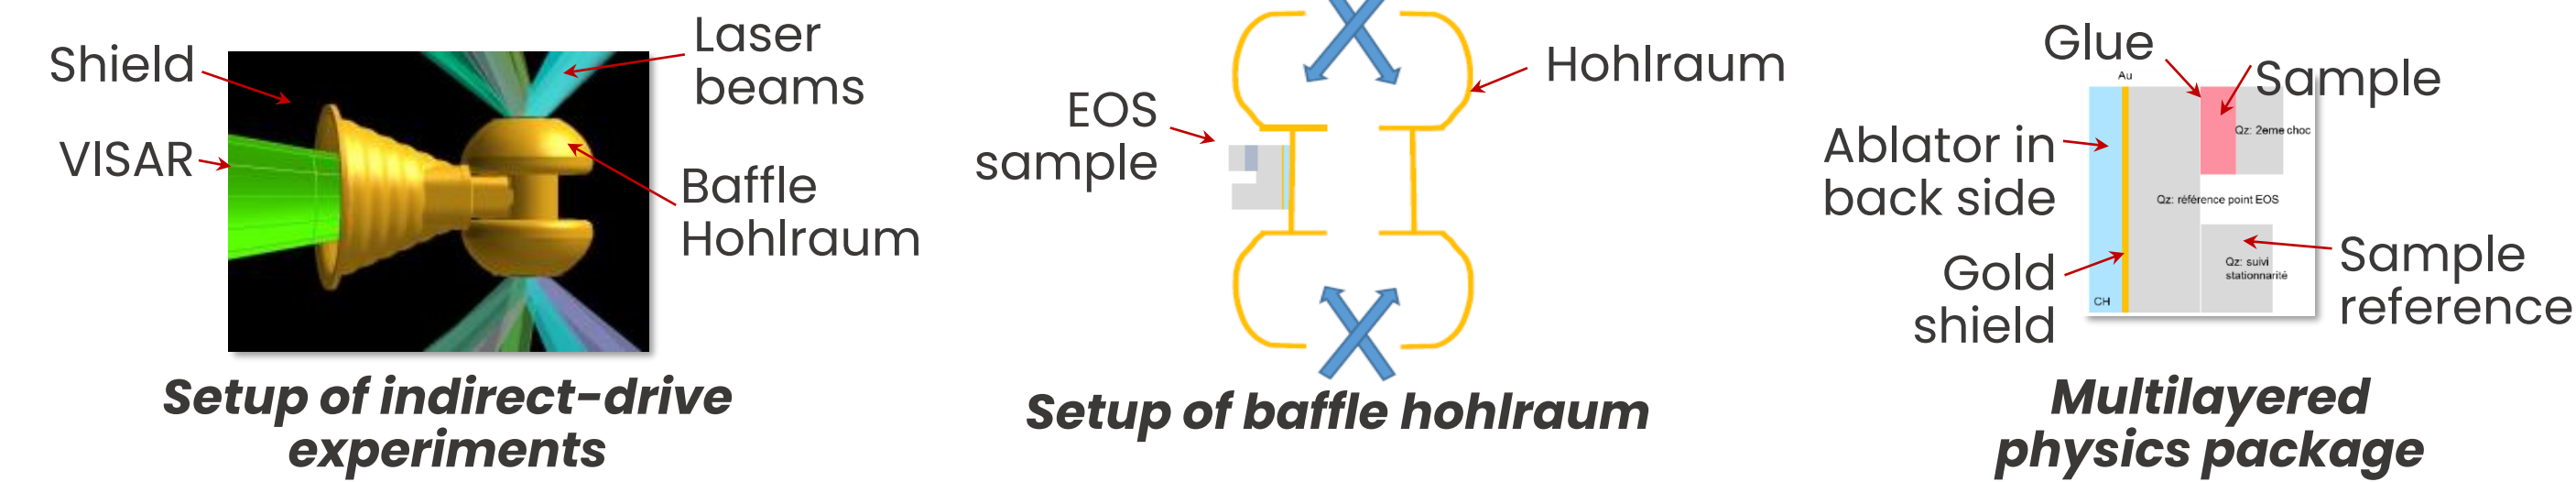 Shield
VISAR
Laser
beams
Baffle
Hohlraum
Setup of indirect-drive
experiments
EOS
sample
Hohlraum
Setup of baffle hohlraum
Glue
Sample
Au
Qz: 2eme choc
Ablator in
back side
Qz: référence point EOS
Gold
shield
Qz: suivi
stationnarité
CH
Sample
reference
Multilayered
physics package